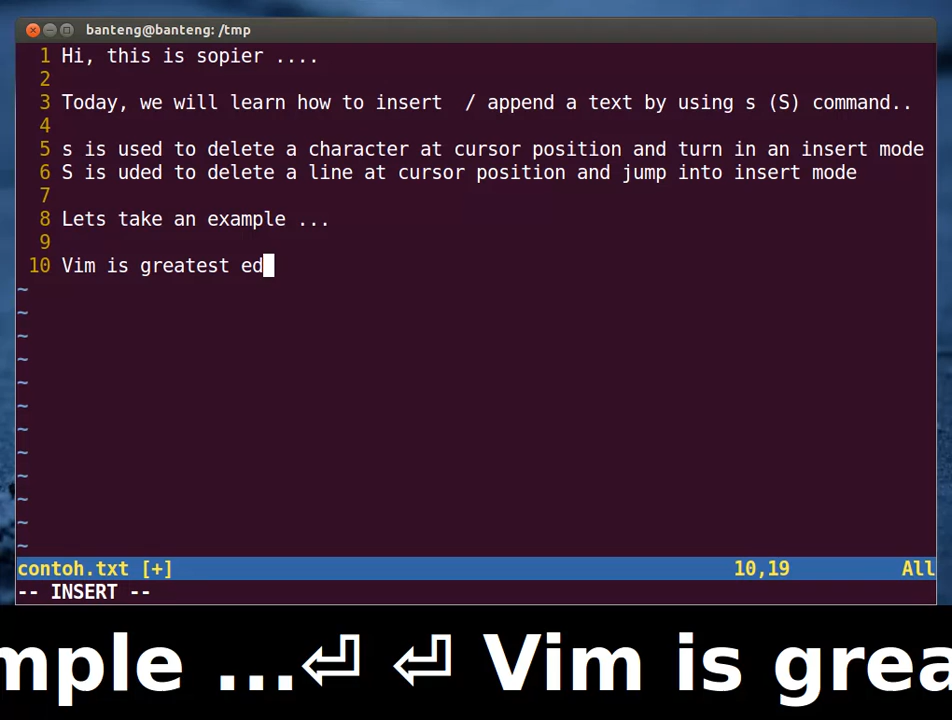 banteng@banteng: /tmp
1 Hi, this is sopier ....
2
3 Today, we will learn how to insert  / append a text by using s (S) command..
4
5 s is used to delete a character at cursor position and turn in an insert mode
6 S is uded to delete a line at cursor position and jump into insert mode
7
8 Lets take an example ...
9
10 Vim is greatest ed
~
~
~
~
~
~
~
~
~
~
~
~
contoh.txt [+] 10,19 All
-- INSERT --
mple ...⏎ ⏎ Vim is grea